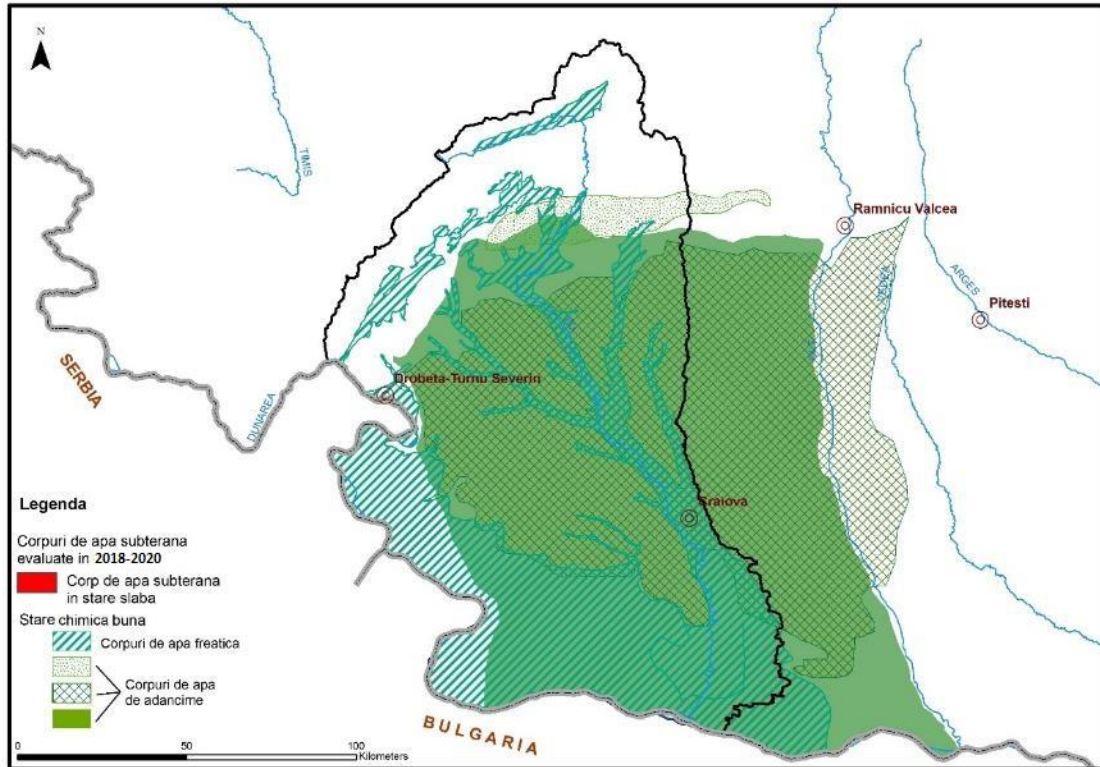 N
TIMIS
Ramnicu Valcea
ARGES
VEDEA
Pitesti
SERBIA
Drobeta-Turnu Severin
DUNAREA
Craiova
Legenda
Corpuri de apa subterana
evaluate in 2018-2020
Corp de apa subterana
in stare slaba
Stare chimica buna
Corpuri de apa freatica
Corpuri de apa
de adancime
BULGARIA
0 50 100
Kilometers